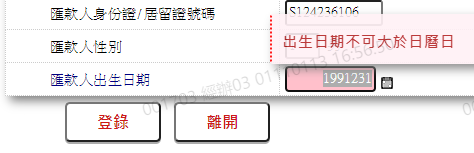 匯款人身份證/居留證號碼 S124236106
匯款人性別
出生日期不可大於日曆日
匯款人出生日期 1991231
登錄 離開